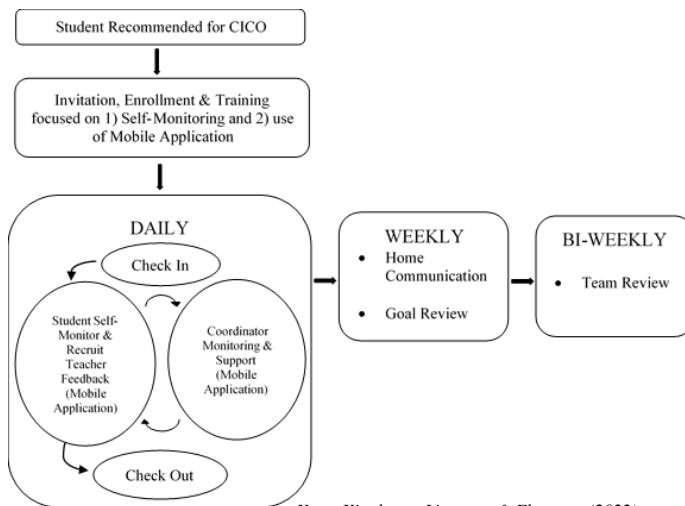 Student Recommended for CICO
Invitation, Enrollment & Training
focused on 1) Self-Monitoring and 2) use
of Mobile Application
DAILY
Check In
Student Self-
Monitor &
Recruit
Teacher
Feedback
(Mobile
Application)
Coordinator
Monitoring &
Support
(Mobile
Application)
Check Out
WEEKLY
• Home
Communication
• Goal Review
BI-WEEKLY
• Team Review